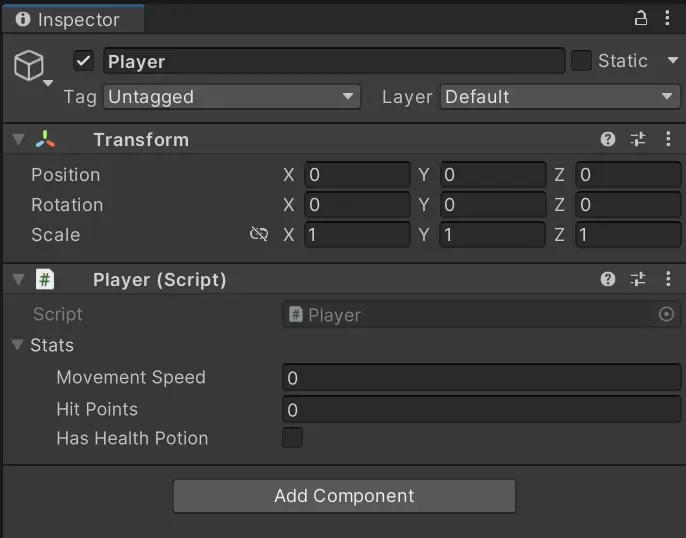 Inspector
Player Static
Tag Untagged Layer Default
Transform
Position X 0 Y 0 Z 0
Rotation X 0 Y 0 Z 0
Scale X 1 Y 1 Z 1
# Player (Script)
Script # Player
Stats
Movement Speed 0
Hit Points 0
Has Health Potion
Add Component